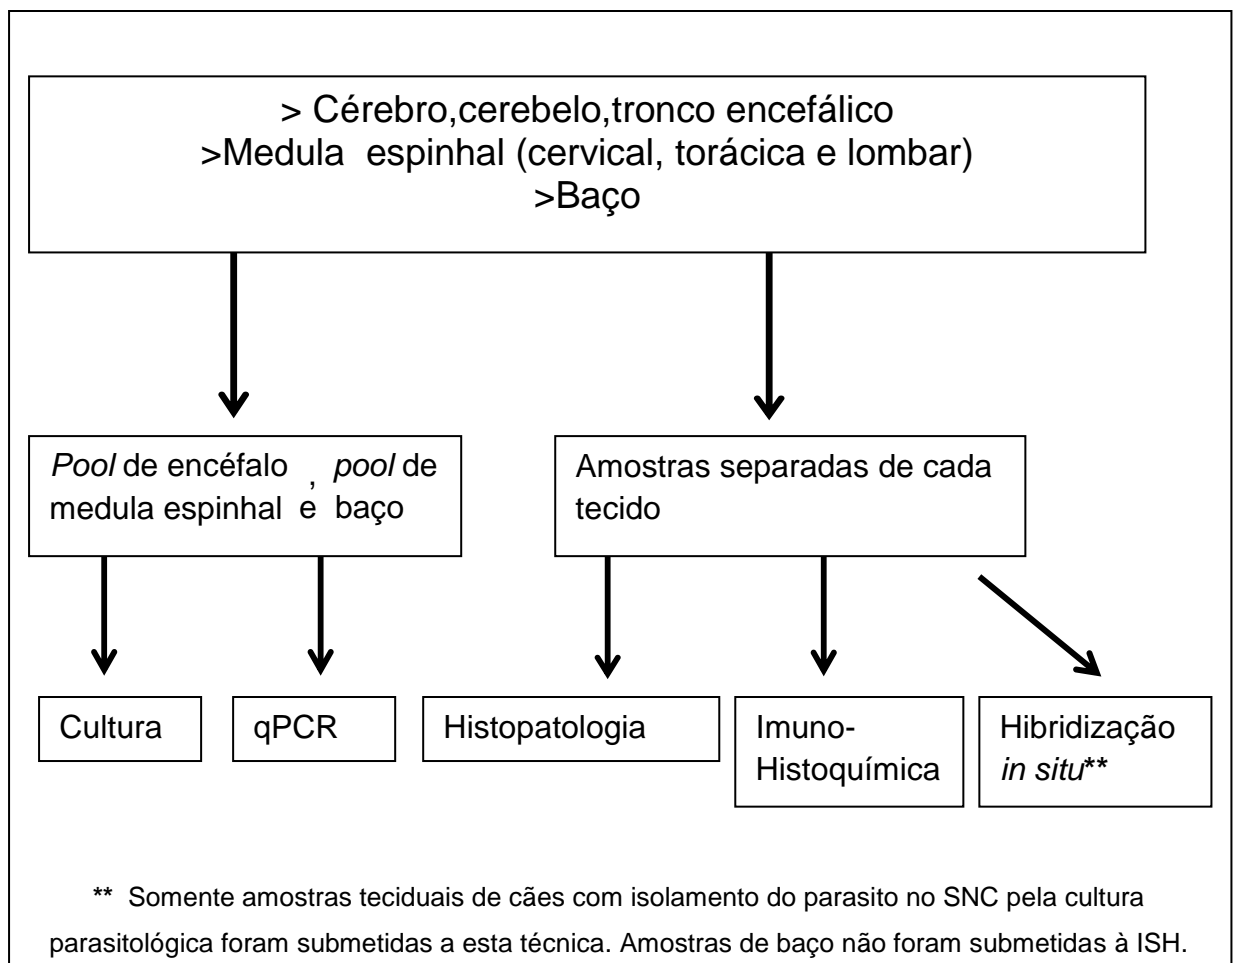 > Cérebro,cerebelo,tronco encefálico
>Medula espinhal (cervical, torácica e lombar)
>Baço
Pool de encéfalo , pool de
medula espinhal e baço
Amostras separadas de cada
tecido
Cultura
qPCR
Histopatologia
Imuno-
Histoquímica
Hibridização
in situ**
** Somente amostras teciduais de cães com isolamento do parasito no SNC pela cultura
parasitológica foram submetidas a esta técnica. Amostras de baço não foram submetidas à ISH.